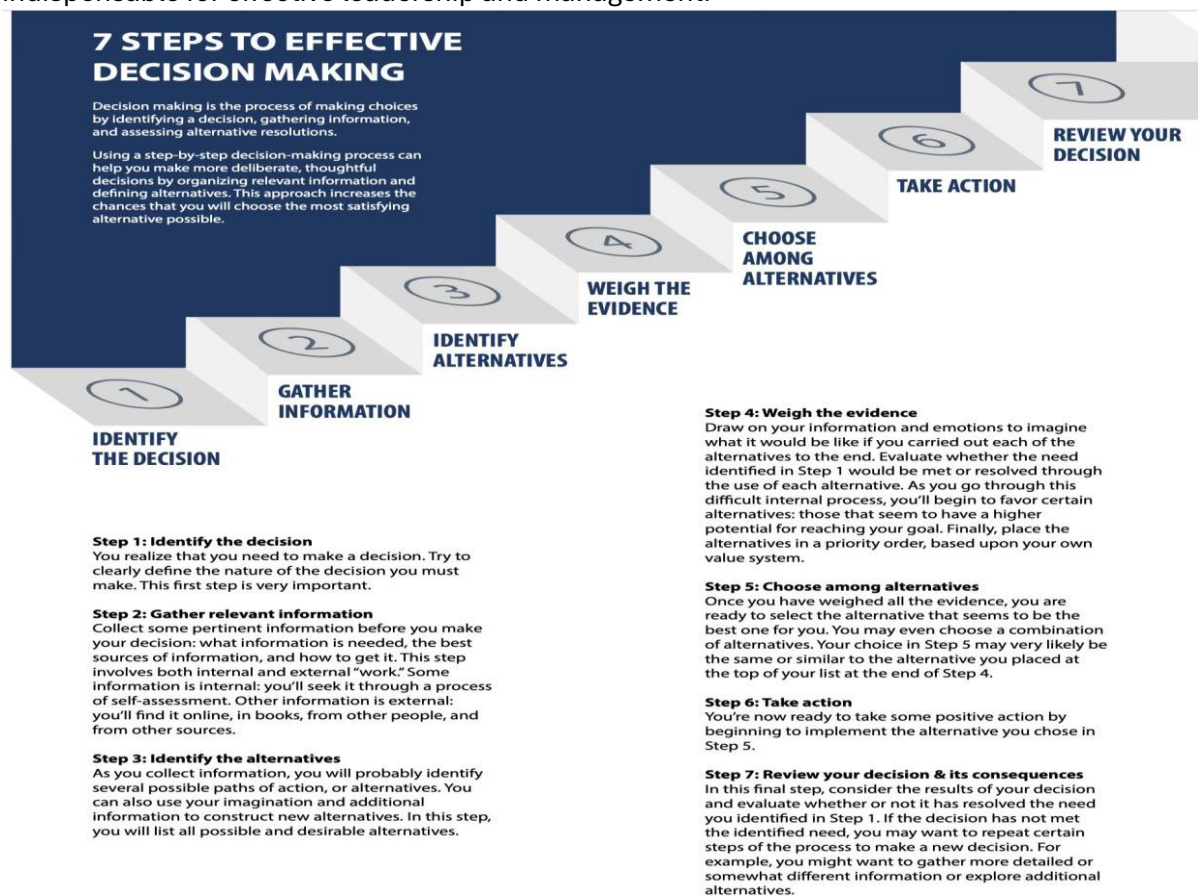 indispensable for effective leadership and management.
7 STEPS TO EFFECTIVE
DECISION MAKING
Decision making is the process of making choices
by identifying a decision, gathering information,
and assessing alternative resolutions.
Using a step-by-step decision-making process can
help you make more deliberate, thoughtful
decisions by organizing relevant information and
defining alternatives. This approach increases the
chances that you will choose the most satisfying
alternative possible.
1
IDENTIFY
THE DECISION
2
GATHER
INFORMATION
3
IDENTIFY
ALTERNATIVES
4
WEIGH THE
EVIDENCE
5
CHOOSE
AMONG
ALTERNATIVES
6
TAKE ACTION
7
REVIEW YOUR
DECISION
Step 1: Identify the decision
You realize that you need to make a decision. Try to
clearly define the nature of the decision you must
make. This first step is very important.
Step 2: Gather relevant information
Collect some pertinent information before you make
your decision: what information is needed, the best
sources of information, and how to get it. This step
involves both internal and external “work.” Some
information is internal: you’ll seek it through a process
of self-assessment. Other information is external:
you’ll find it online, in books, from other people, and
from other sources.
Step 3: Identify the alternatives
As you collect information, you will probably identify
several possible paths of action, or alternatives. You
can also use your imagination and additional
information to construct new alternatives. In this step,
you will list all possible and desirable alternatives.
Step 4: Weigh the evidence
Draw on your information and emotions to imagine
what it would be like if you carried out each of the
alternatives to the end. Evaluate whether the need
identified in Step 1 would be met or resolved through
the use of each alternative. As you go through this
difficult internal process, you’ll begin to favor certain
alternatives: those that seem to have a higher
potential for reaching your goal. Finally, place the
alternatives in a priority order, based upon your own
value system.
Step 5: Choose among alternatives
Once you have weighed all the evidence, you are
ready to select the alternative that seems to be the
best one for you. You may even choose a combination
of alternatives. Your choice in Step 5 may very likely be
the same or similar to the alternative you placed at
the top of your list at the end of Step 4.
Step 6: Take action
You’re now ready to take some positive action by
beginning to implement the alternative you chose in
Step 5.
Step 7: Review your decision & its consequences
In this final step, consider the results of your decision
and evaluate whether or not it has resolved the need
you identified in Step 1. If the decision has not met
the identified need, you may want to repeat certain
steps of the process to make a new decision. For
example, you might want to gather more detailed or
somewhat different information or explore additional
alternatives.